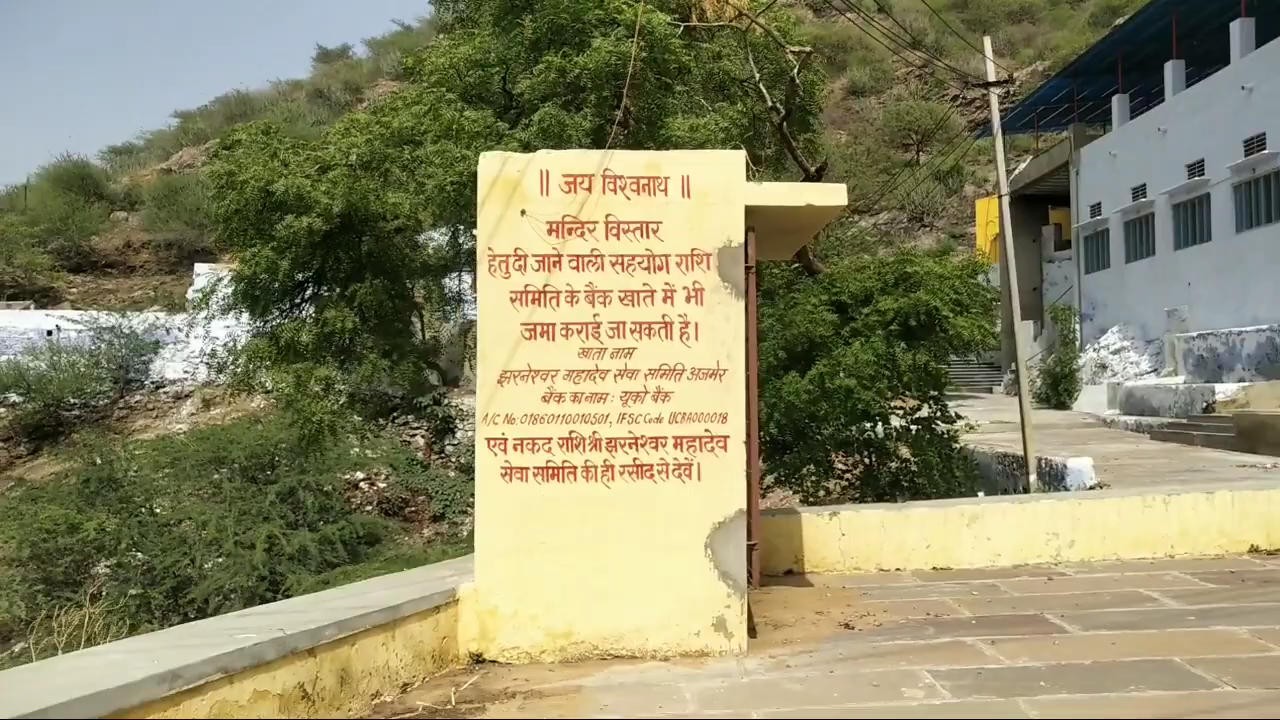 ॥ जय विश्वनाथ ॥
मन्दिर विस्तार
हेतु दी जाने वाली सहयोग राशि
समिति के बैंक खाते में भी
जमा कराई जा सकती है।
खाता नाम
झरनेश्वर महादेव सेवा समिति अजमेर
बैंक का नाम : यूको बैंक
A/C No. 01860110010501, IFSC Code UCBA000018
एवं नकद राशि श्री झरनेश्वर महादेव
सेवा समिति की ही रसीद से देवें।